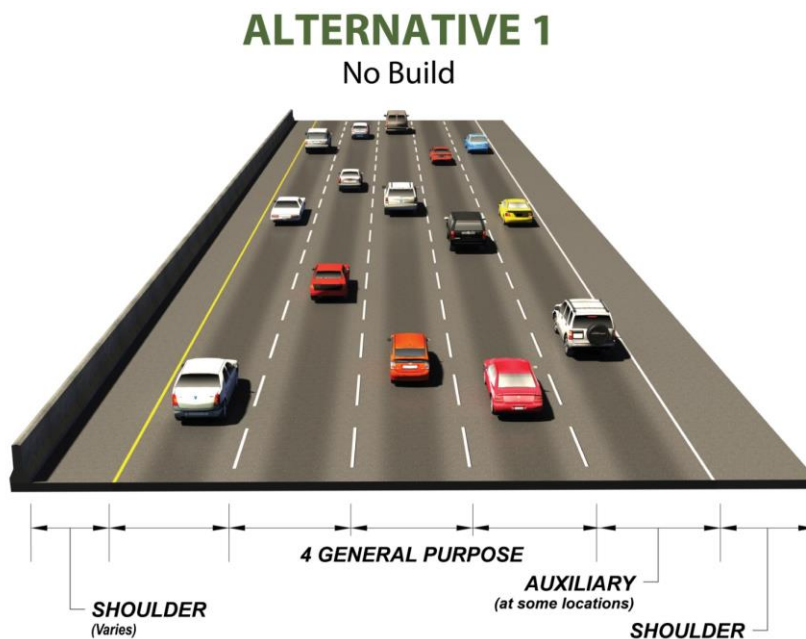 ALTERNATIVE 1
No Build
4 GENERAL PURPOSE
SHOULDER
(Varies)
AUXILIARY
(at some locations)
SHOULDER